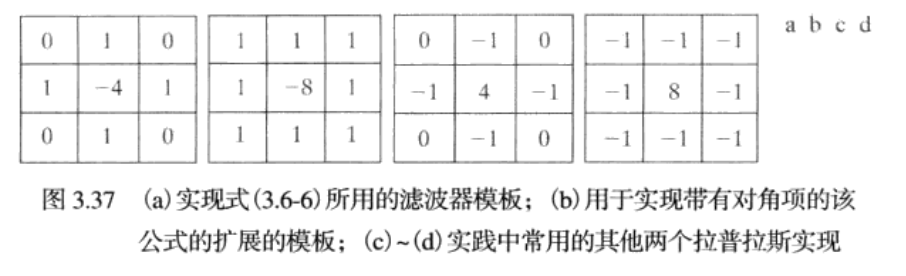 a b c d
0 1 0 1 1 1 0 -1 0 -1 -1 -1
1 -4 1 1 -8 1 -1 4 -1 -1 8 -1
0 1 0 1 1 1 0 -1 0 -1 -1 -1
图 3.37 (a)实现式(3.6-6)所用的滤波器模板；(b)用于实现带有对角项的该
公式的扩展的模板；(c)~(d)实践中常用的其他两个拉普拉斯实现